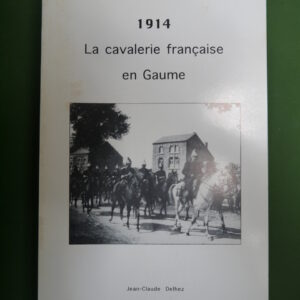 1914
La cavalerie française
en Gaume
Jean-Claude Delhez